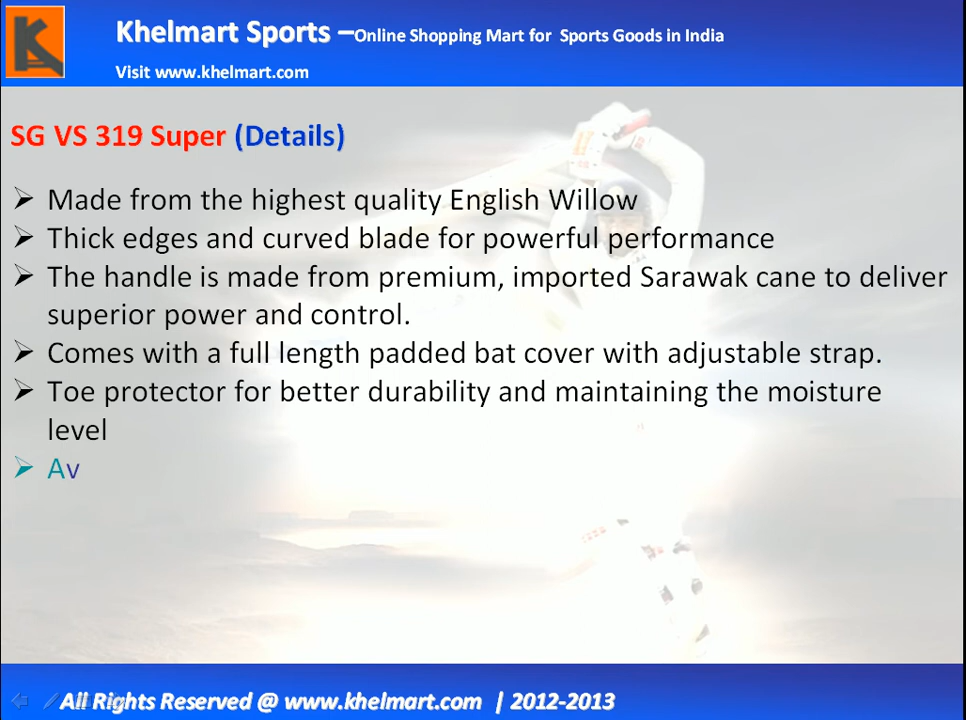 Khelmart Sports –Online Shopping Mart for Sports Goods in India
Visit www.khelmart.com
SG VS 319 Super (Details)
➢ Made from the highest quality English Willow
➢ Thick edges and curved blade for powerful performance
➢ The handle is made from premium, imported Sarawak cane to deliver
superior power and control.
➢ Comes with a full length padded bat cover with adjustable strap.
➢ Toe protector for better durability and maintaining the moisture
level
➢ Av
All Rights Reserved @ www.khelmart.com | 2012-2013